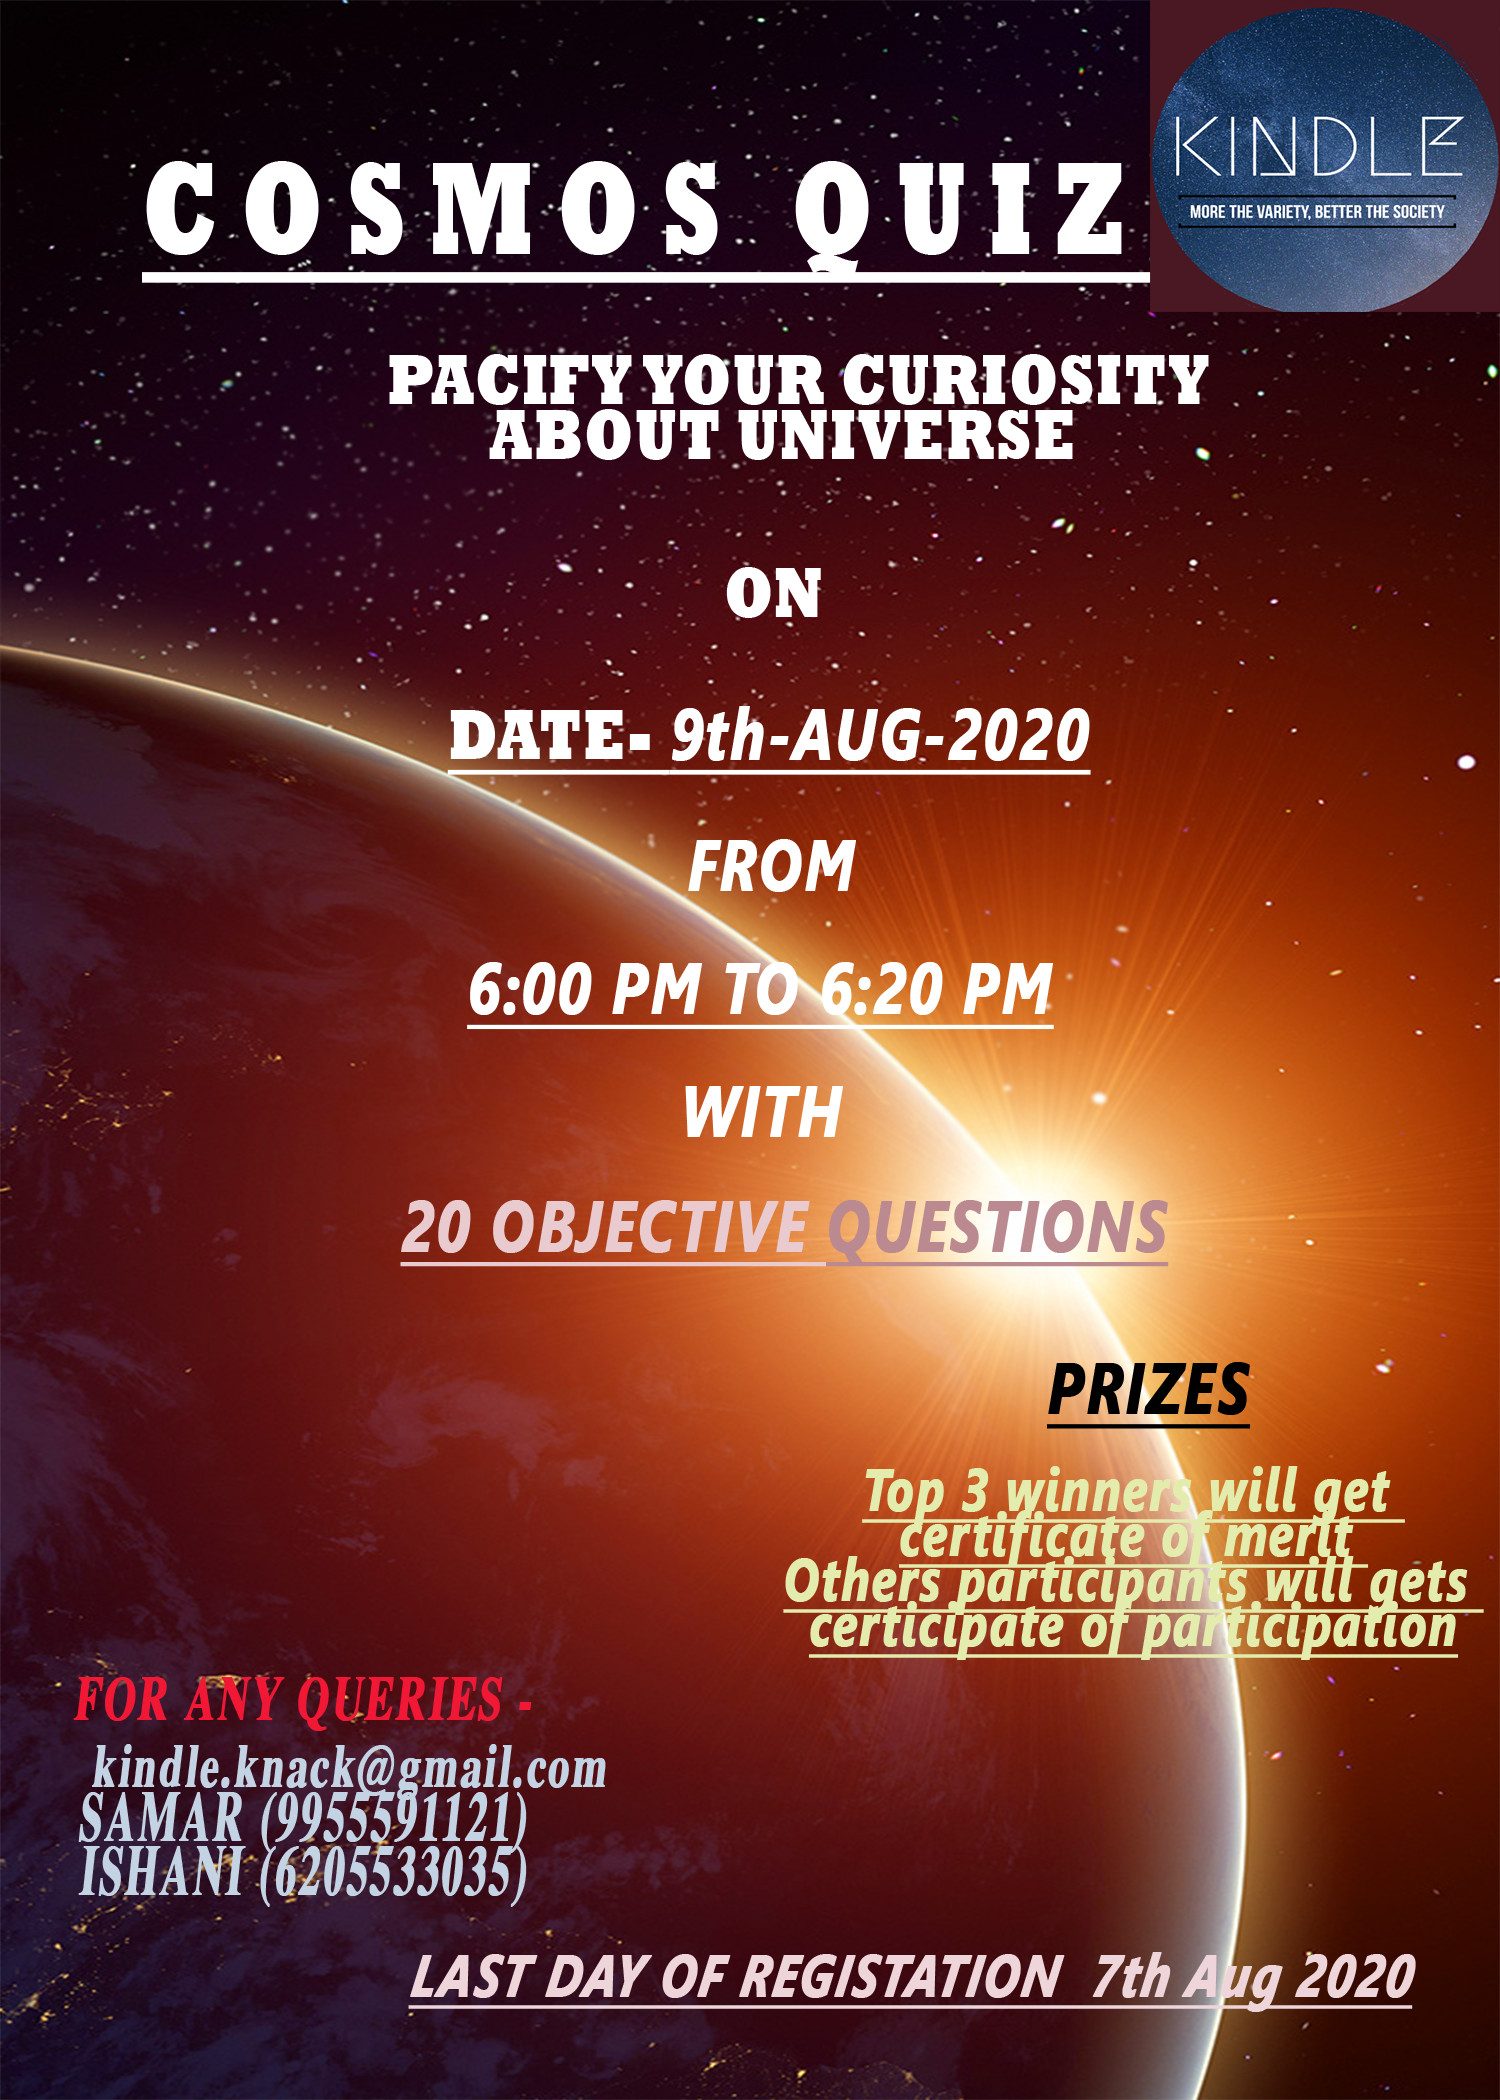 COSMOS QUIZ
KINDLE
MORE THE VARIETY, BETTER THE SOCIETY
PACIFY YOUR CURIOSITY
ABOUT UNIVERSE
ON
DATE- 9th-AUG-2020
FROM
6:00 PM TO 6:20 PM
WITH
20 OBJECTIVE QUESTIONS
PRIZES
Top 3 winners will get
certificate of merit
Others participants will gets
certicipate of participation
FOR ANY QUERIES -
kindle.knack@gmail.com
SAMAR (9955591121)
ISHANI (6205533035)
LAST DAY OF REGISTATION 7th Aug 2020